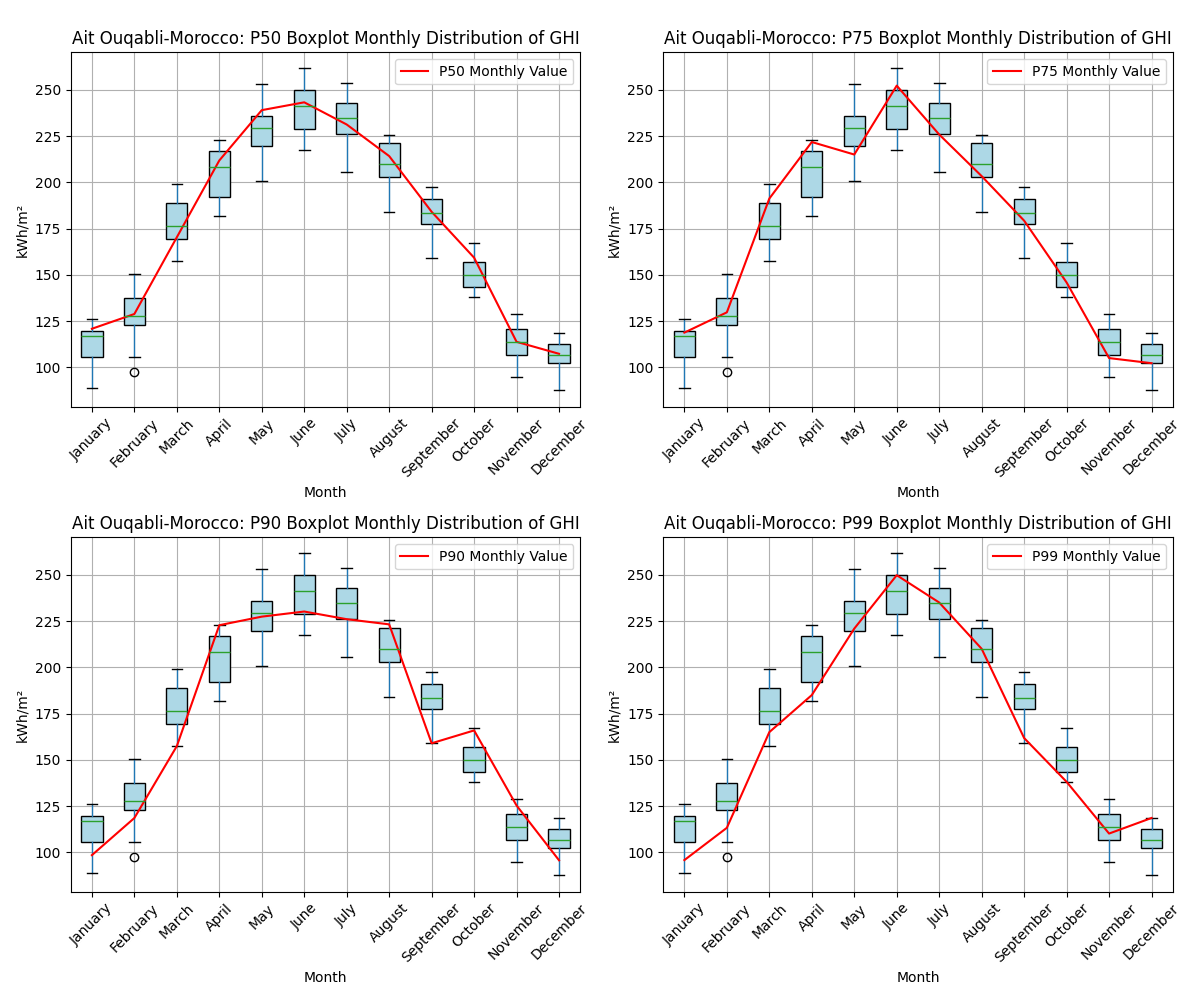 Ait Ouqabli-Morocco: P50 Boxplot Monthly Distribution of GHI
P50 Monthly Value
kWh/m²
250
225
200
175
150
125
100
January
February
March
April
May
June
July
August
September
October
November
December
Month
Ait Ouqabli-Morocco: P75 Boxplot Monthly Distribution of GHI
P75 Monthly Value
kWh/m²
250
225
200
175
150
125
100
January
February
March
April
May
June
July
August
September
October
November
December
Month
Ait Ouqabli-Morocco: P90 Boxplot Monthly Distribution of GHI
P90 Monthly Value
kWh/m²
250
225
200
175
150
125
100
January
February
March
April
May
June
July
August
September
October
November
December
Month
Ait Ouqabli-Morocco: P99 Boxplot Monthly Distribution of GHI
P99 Monthly Value
kWh/m²
250
225
200
175
150
125
100
January
February
March
April
May
June
July
August
September
October
November
December
Month